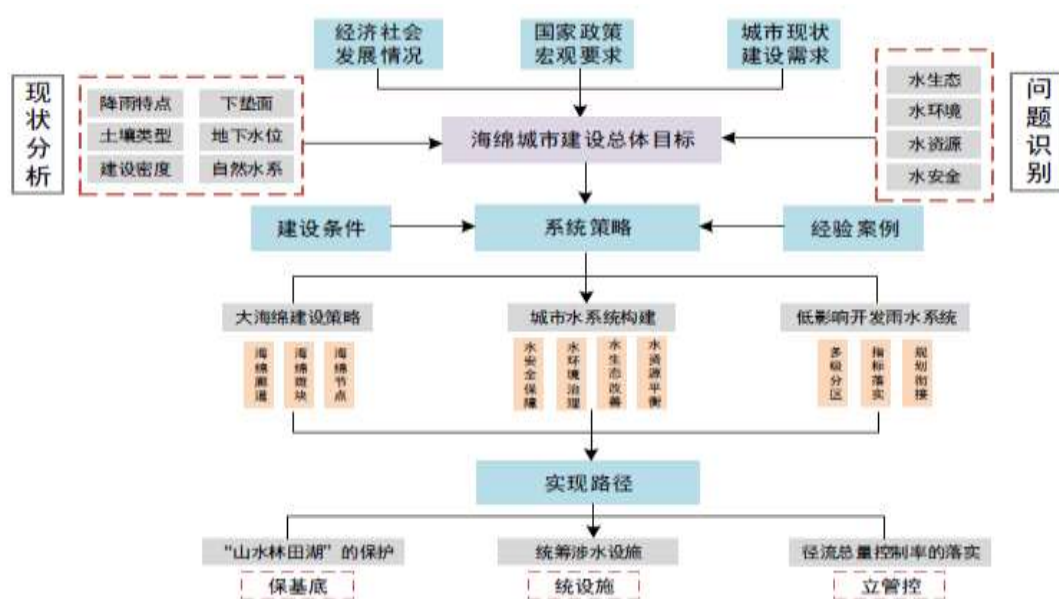 经济社会
发展情况
国家政策
宏观要求
城市现状
建设需求
现状分析
降雨特点
下垫面
土壤类型
地下水位
建设密度
自然水系
海绵城市建设总体目标
水生态
水环境
水资源
水安全
问题识别
建设条件
系统策略
经验案例
大海绵建设策略
城市水系统构建
低影响开发雨水系统
海绵廊道
海绵斑块
海绵节点
水安全保障
水环境治理
水生态改善
水资源平衡
多级分区
指标落实
规划衔接
实现路径
“山水林田湖”的保护
统筹涉水设施
径流总量控制率的落实
保基底
统设施
立管控